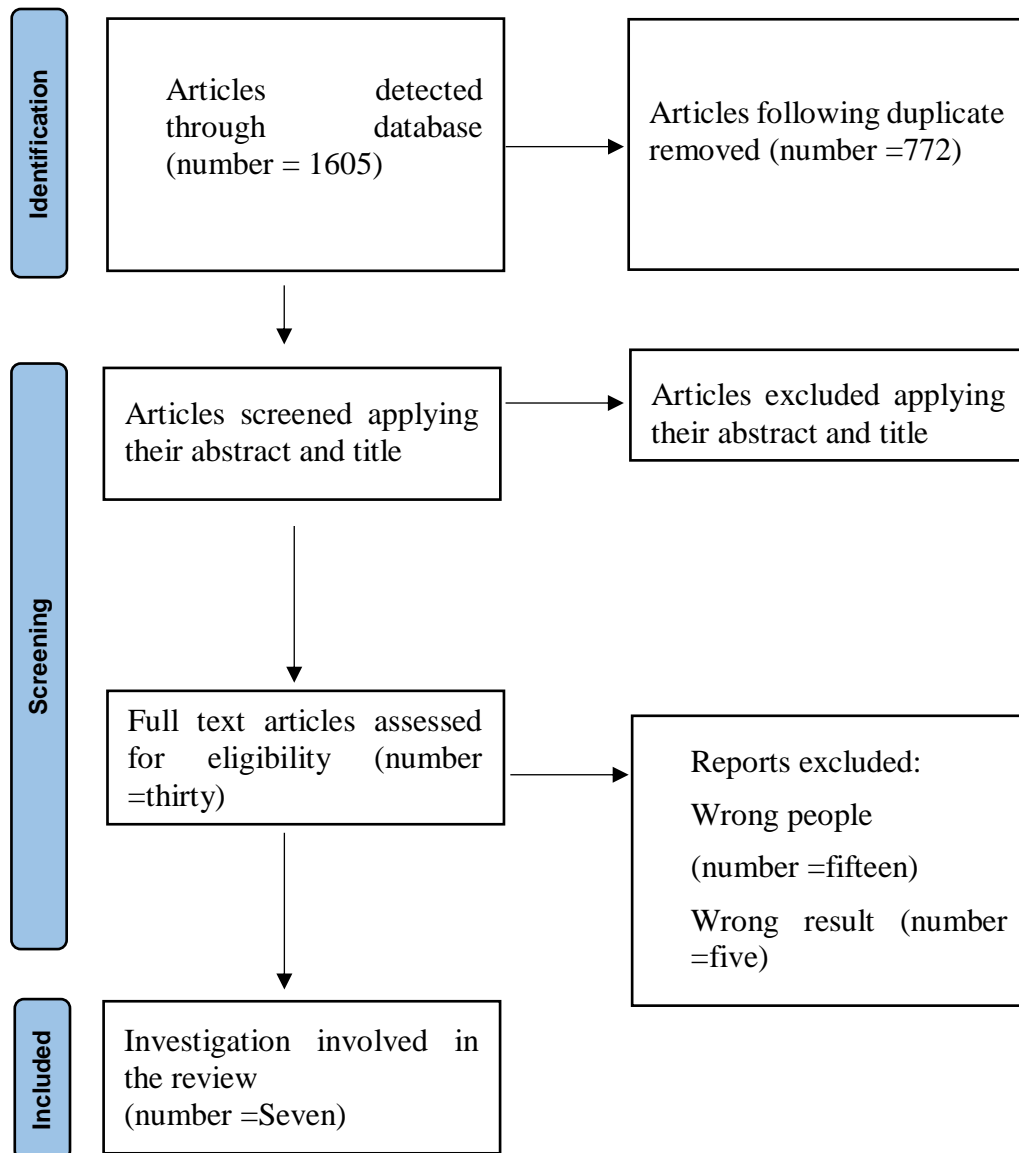 Identification
Articles detected
through database
(number = 1605)
Articles following duplicate
removed (number =772)
Screening
Articles screened applying
their abstract and title
Articles excluded applying
their abstract and title
Full text articles assessed
for eligibility (number
=thirty)
Reports excluded:
Wrong people
(number =fifteen)
Wrong result (number
=five)
Included
Investigation involved in
the review
(number =Seven)